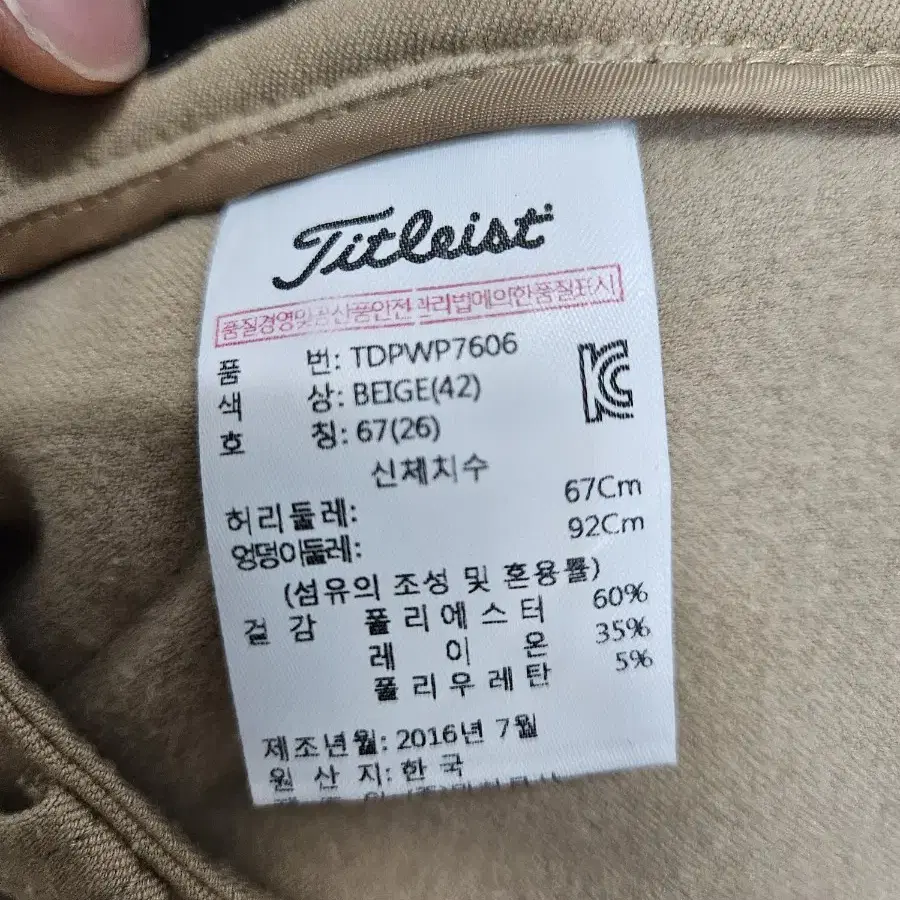 Titleist
품질경영및공산품안전관리법에의한품질표시
품 번: TDPWP7606
색 상: BEIGE(42)
호 칭: 67(26)
신체치수
허리둘레: 67Cm
엉덩이둘레: 92Cm
(섬유의 조성 및 혼용률)
겉감 폴리에스터 60%
레이온 35%
폴리우레탄 5%
제조년월: 2016년 7월
원산지: 한국